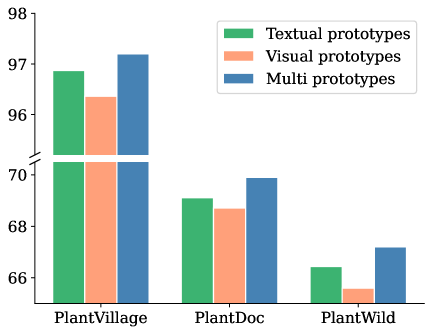 98
97
96
70
68
66
Textual prototypes
Visual prototypes
Multi prototypes
PlantVillage
PlantDoc
PlantWild